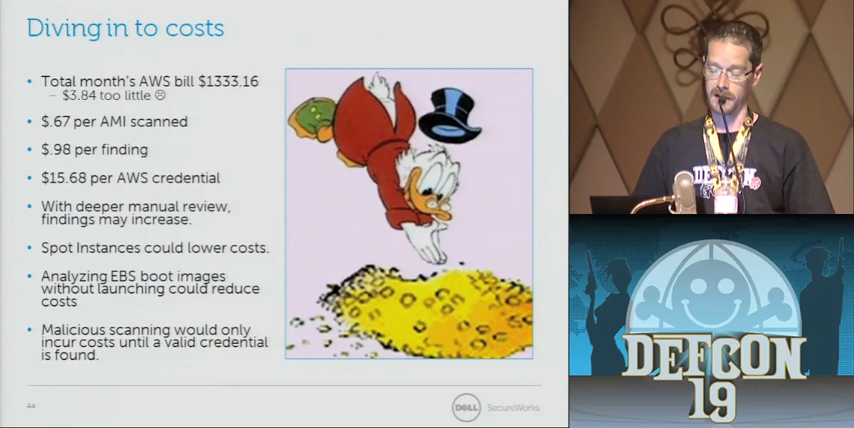 Diving in to costs
• Total month's AWS bill $1333.16
– $3.84 too little ☹
• $.67 per AMI scanned
• $.98 per finding
• $15.68 per AWS credential
• With deeper manual review,
findings may increase.
• Spot Instances could lower costs.
• Analyzing EBS boot images
without launching could reduce
costs
• Malicious scanning would only
incur costs until a valid credential
is found.
44
DELL SecureWorks
DEFCON
DEFCON
19